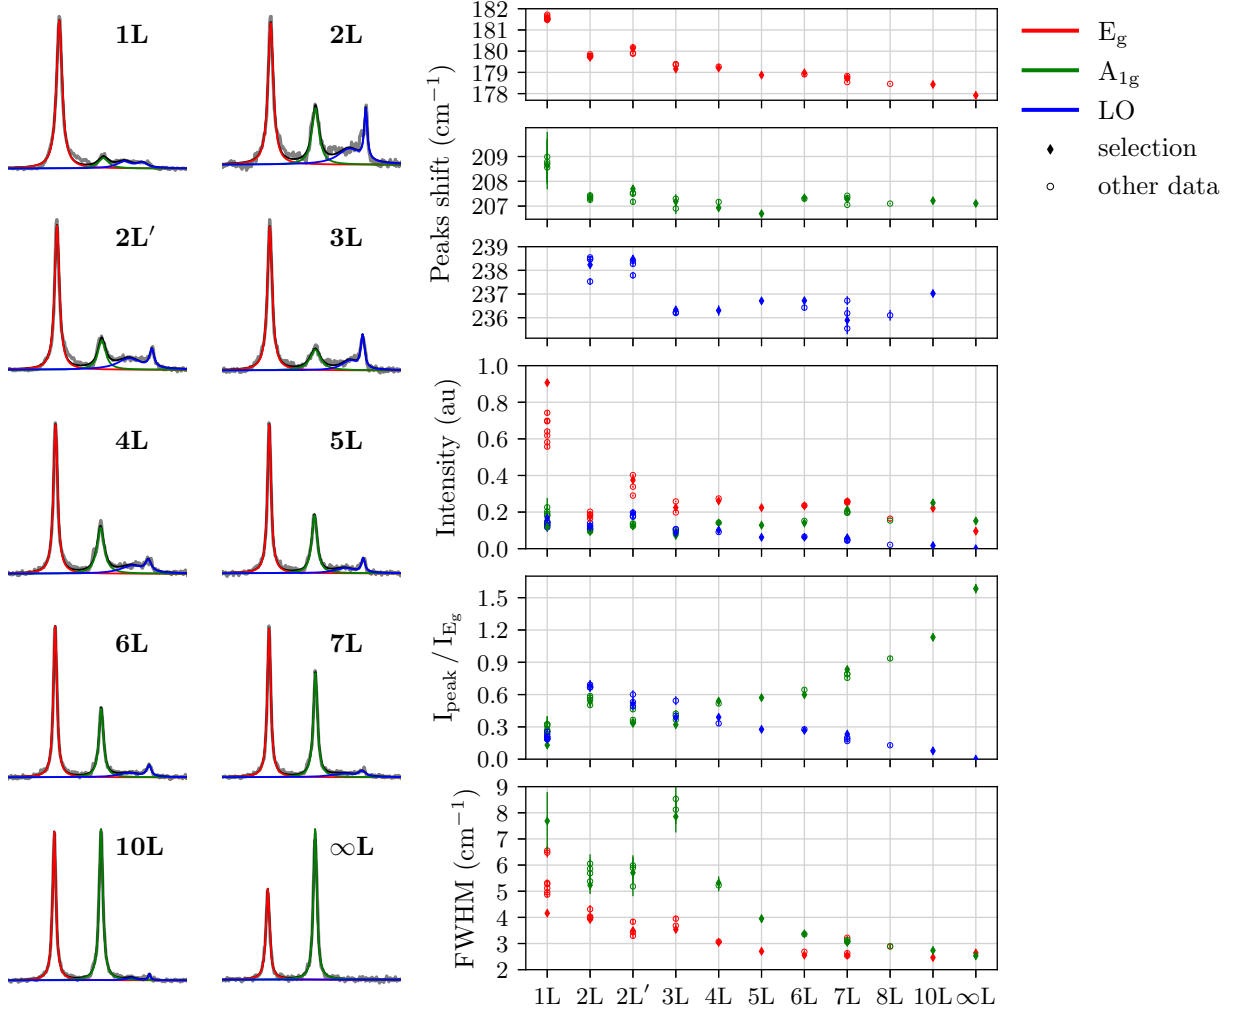 1L
2L
2L′
3L
4L
5L
6L
7L
10L
∞L
Peaks shift (cm⁻¹)
182
181
180
179
178
209
208
207
239
238
237
236
Intensity (au)
1.0
0.8
0.6
0.4
0.2
0.0
I_peak / I_E_g
1.5
1.2
0.9
0.6
0.3
0.0
FWHM (cm⁻¹)
9
8
7
6
5
4
3
2
1L 2L 2L′ 3L 4L 5L 6L 7L 8L 10L ∞L
E_g
A_1g
LO
selection
other data